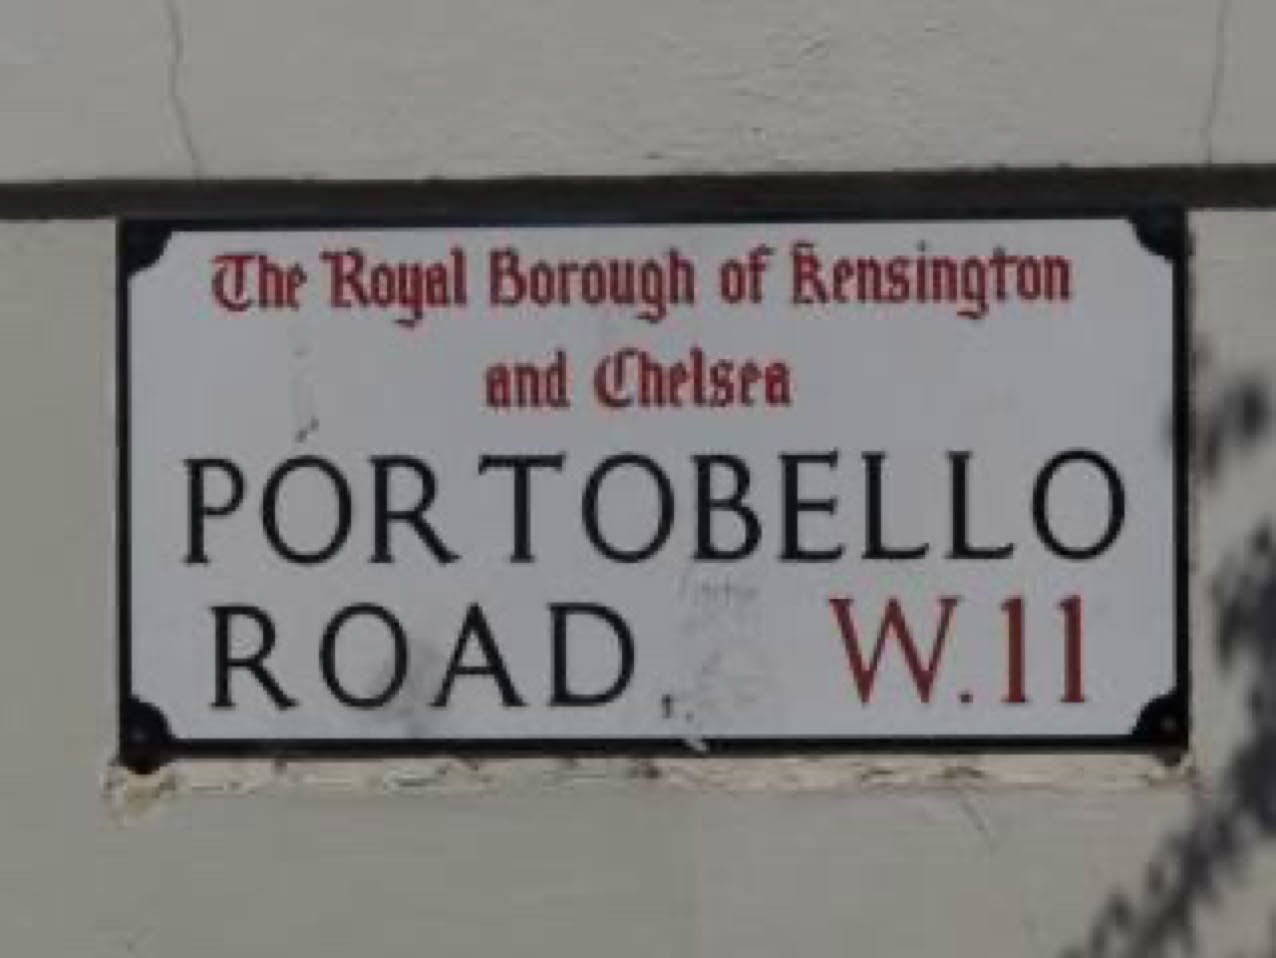 The Royal Borough of Kensington
and Chelsea
PORTOBELLO
ROAD, W.11